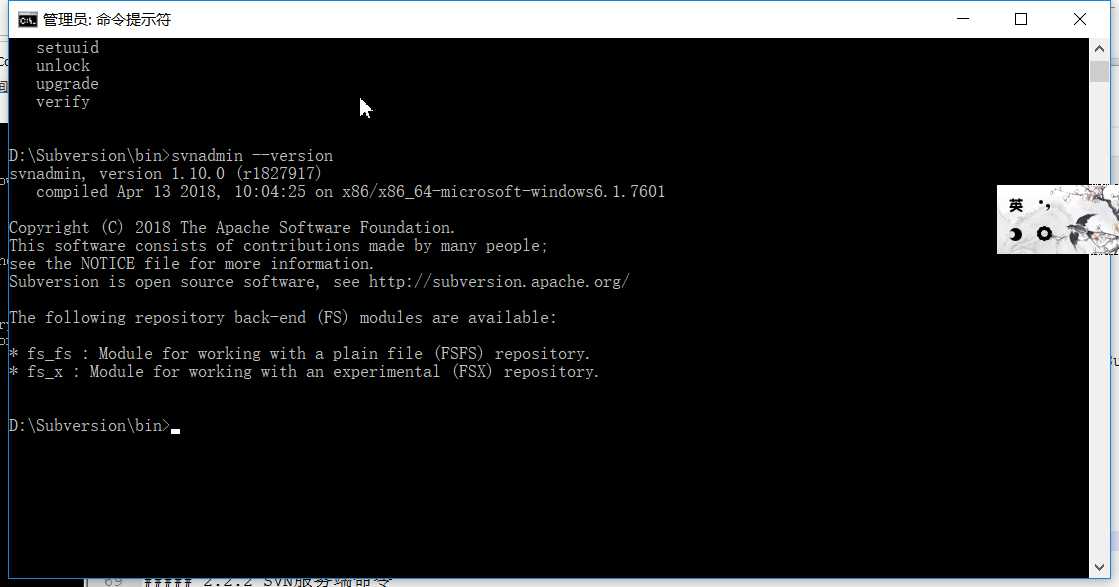 管理员: 命令提示符
setuuid
unlock
upgrade
verify
D:\Subversion\bin>svnadmin --version
svnadmin, version 1.10.0 (r1827917)
compiled Apr 13 2018, 10:04:25 on x86/x86_64-microsoft-windows6.1.7601
Copyright (C) 2018 The Apache Software Foundation.
This software consists of contributions made by many people;
see the NOTICE file for more information.
Subversion is open source software, see http://subversion.apache.org/
The following repository back-end (FS) modules are available:
* fs_fs : Module for working with a plain file (FSFS) repository.
* fs_x : Module for working with an experimental (FSX) repository.
D:\Subversion\bin>
英
69 ##### 2.2.2 SVN服务端命令